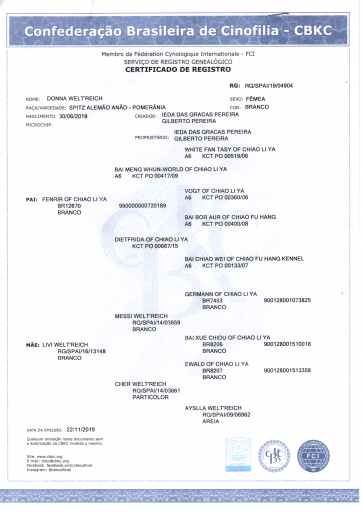 Confederação Brasileira de Cinofilia - CBKC
Membro da Fédération Cynologique Internationale - FCI
SERVIÇO DE REGISTRO GENEALÓGICO
CERTIFICADO DE REGISTRO
RG: RG/SPAI/19/04904
NOME: DONNA WELT'REICH SEXO: FÊMEA
RAÇA/VARIEDADE: SPITZ ALEMÃO ANÃO - POMERÂNIA COR: BRANCO
NASCIMENTO: 30/06/2019 CRIADOR: IEDA DAS GRACAS PEREIRA
GILBERTO PEREIRA
MICROCHIP:
IEDA DAS GRACAS PEREIRA
PROPRIETÁRIO: GILBERTO PEREIRA
WHITE FAN TASY OF CHIAO LI YA
A6 KCT PO 00519/06
BAI MENG WHUN-WORLD OF CHIAO LI YA
A6 KCT PO 00417/09
VOGT OF CHIAO LI YA
A6 KCT PO 00360/06
PAI: FENRIR OF CHIAO LI YA
BR12670 990000000720189
BRANCO
BAI BOR AUR OF CHIAO FU HANG
A6 KCT PO 00400/08
DIETFRIDA OF CHIAO LI YA
KCT PO 00667/15
BAI CHIAO WEI OF CHIAO FU HANG KENNEL
A6 KCT PO 00133/07
GERMANN OF CHIAO LI YA
BR7453 900128001073825
BRANCO
MESSI WELT'REICH
RG/SPAI/14/03559
BRANCO
BAI XUE CHIOU OF CHIAO LI YA
BR8206 900128001510018
BRANCO
MÃE: LIVI WELT'REICH
RG/SPAI/16/13148
BRANCO
EWALD OF CHIAO LI YA
BR8207 900128001513358
BRANCO
CHER WELT'REICH
RG/SPAI/14/03661
PARTICOLOR
AYSLLA WELT'REICH
RG/SPAI/09/06962
AREIA
DATA DA EMISSÃO: 22/11/2019
Qualquer anotação neste documento sem
a autorização da CBKC invalida o mesmo.
Site: www.cbkc.org
E-mail: cbkc@cbkc.org
Facebook: facebook.com/cbkcoficial
Instagram: @cbkcoficial
FCI